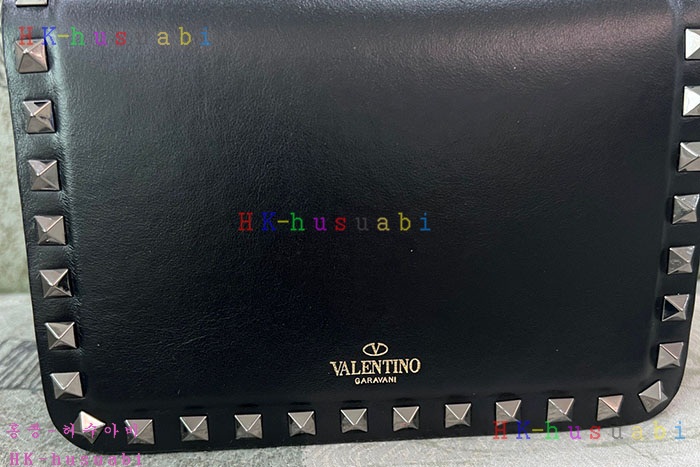 HK-husuabi
HK-husuabi
VALENTINO
GARAVANI
HK-husuabi
홍콩-허수아비
HK-husuabi